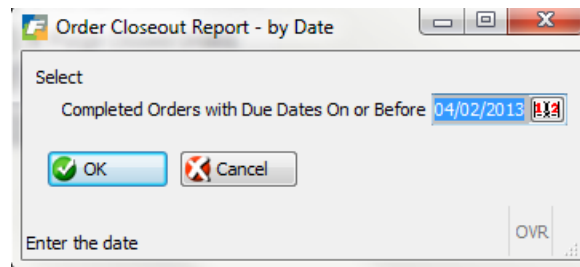 Order Closeout Report - by Date
Select
Completed Orders with Due Dates On or Before 04/02/2013
OK Cancel
Enter the date OVR